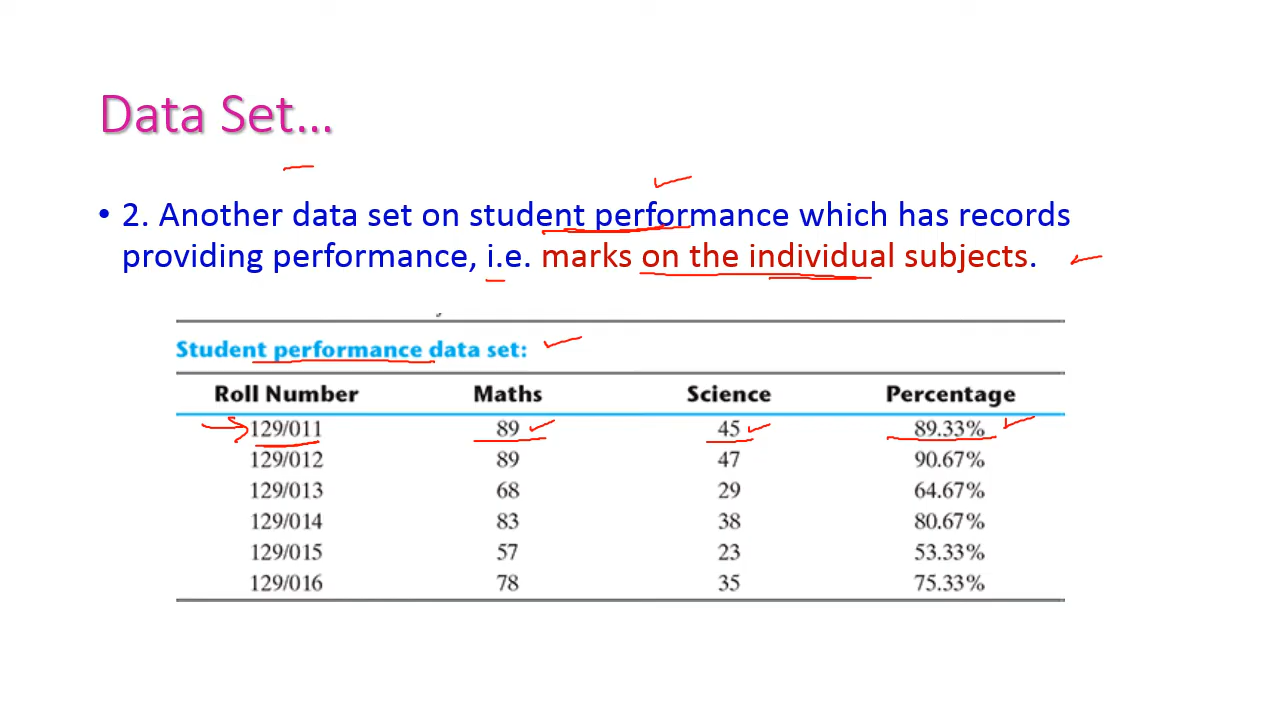 Data Set...
• 2. Another data set on student performance which has records
providing performance, i.e. marks on the individual subjects.
Student performance data set:
Roll Number Maths Science Percentage
129/011 89 45 89.33%
129/012 89 47 90.67%
129/013 68 29 64.67%
129/014 83 38 80.67%
129/015 57 23 53.33%
129/016 78 35 75.33%